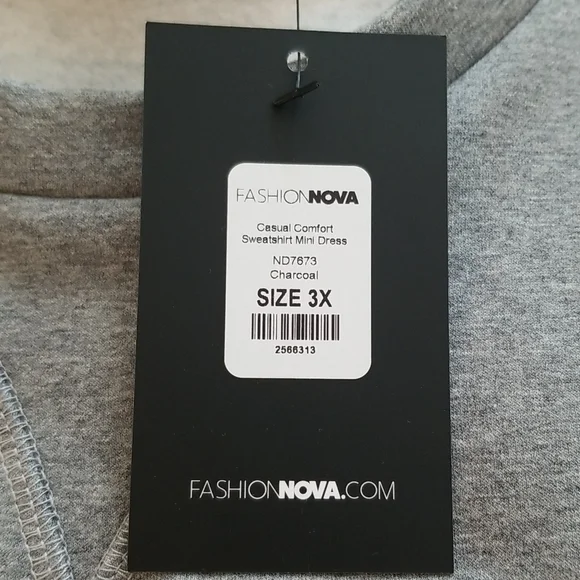 FASHIONNOVA
Casual Comfort
Sweatshirt Mini Dress
ND7673
Charcoal
SIZE 3X
2566313
FASHIONNOVA.COM